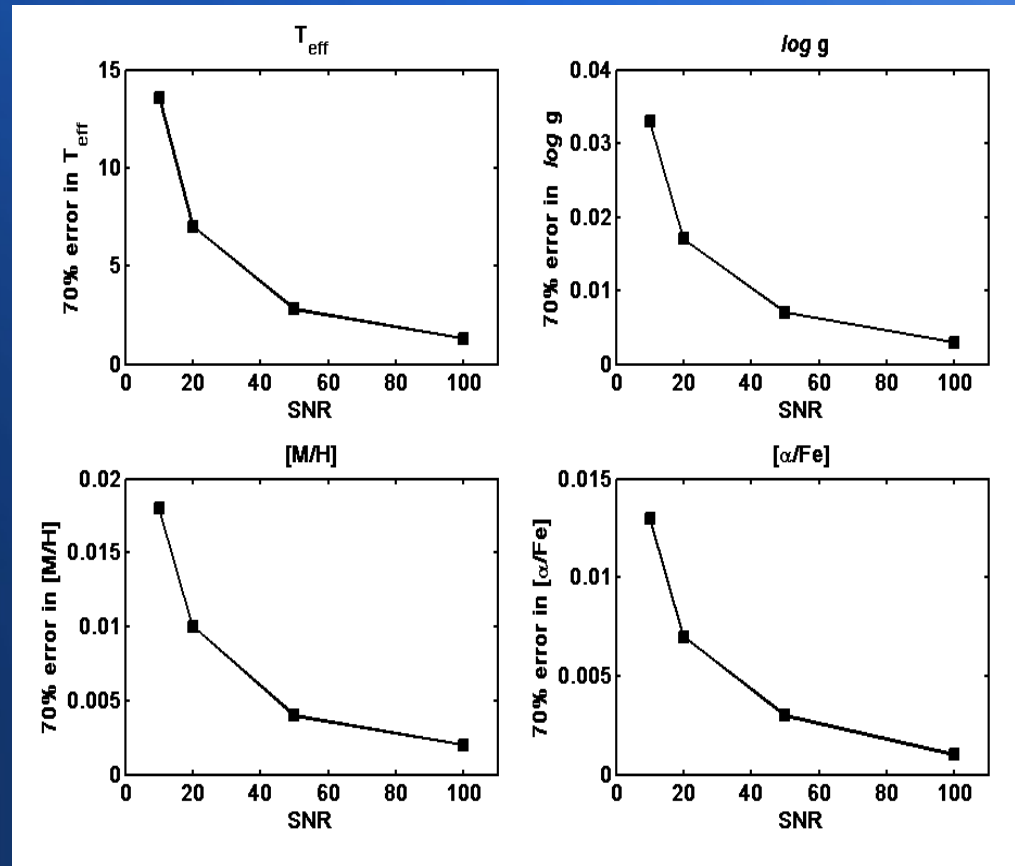 T_eff
70% error in T_eff
15
10
5
0
0 20 40 60 80 100
SNR
log g
70% error in log g
0.04
0.03
0.02
0.01
0
0 20 40 60 80 100
SNR
[M/H]
70% error in [M/H]
0.02
0.015
0.01
0.005
0
0 20 40 60 80 100
SNR
[α/Fe]
70% error in [α/Fe]
0.015
0.01
0.005
0
0 20 40 60 80 100
SNR